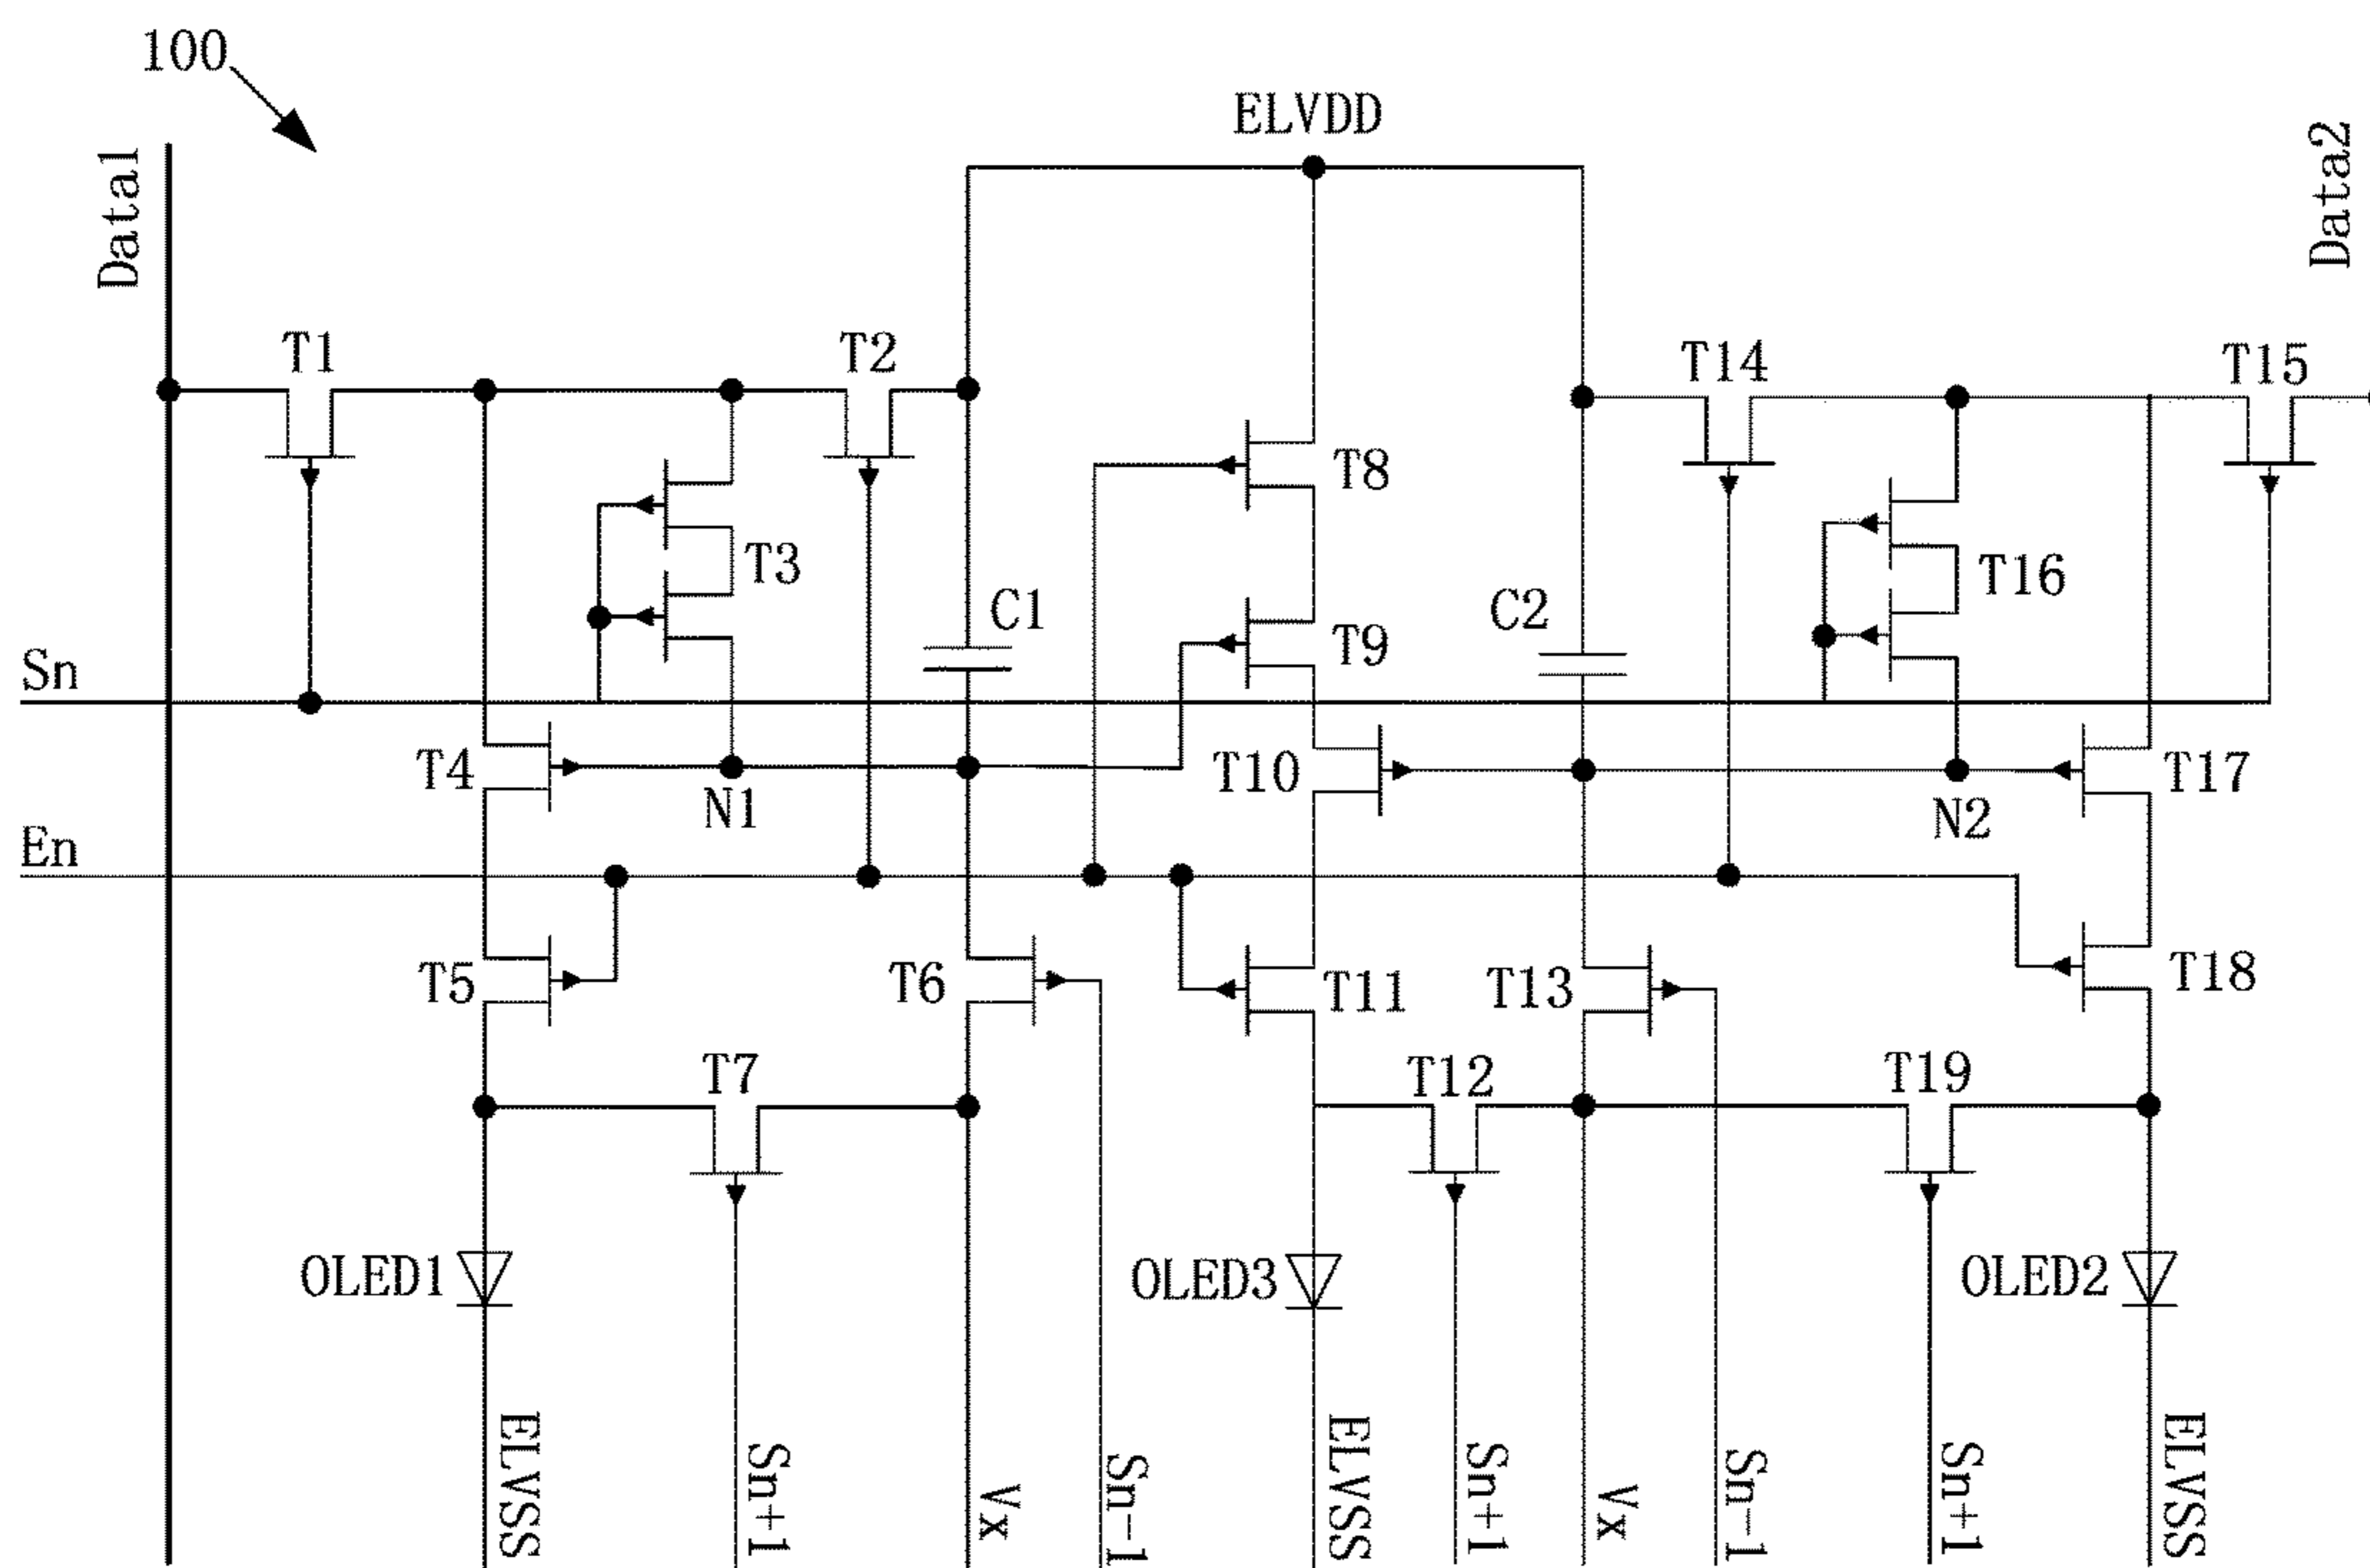 100
ELVDD
Data1
Data2
T1
T2
T14
T15
T8
T3
T16
C1
C2
T9
Sn
T4
T10
T17
N1
N2
En
T5
T6
T11
T13
T18
T7
T12
T19
OLED1
OLED3
OLED2
ELVSS
Sn+1
Vx
Sn-1
ELVSS
Sn+1
Vx
Sn-1
Sn+1
ELVSS